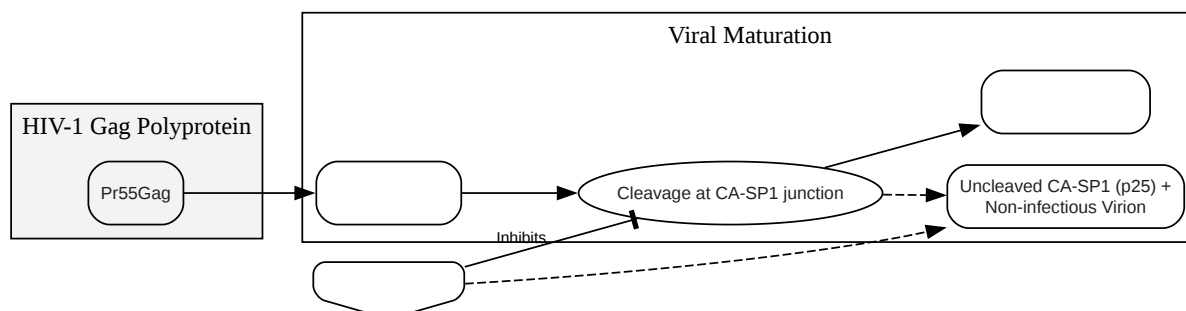 Viral Maturation
HIV-1 Gag Polyprotein
Pr55Gag
Cleavage at CA-SP1 junction
Uncleaved CA-SP1 (p25) +
Non-infectious Virion
Inhibits